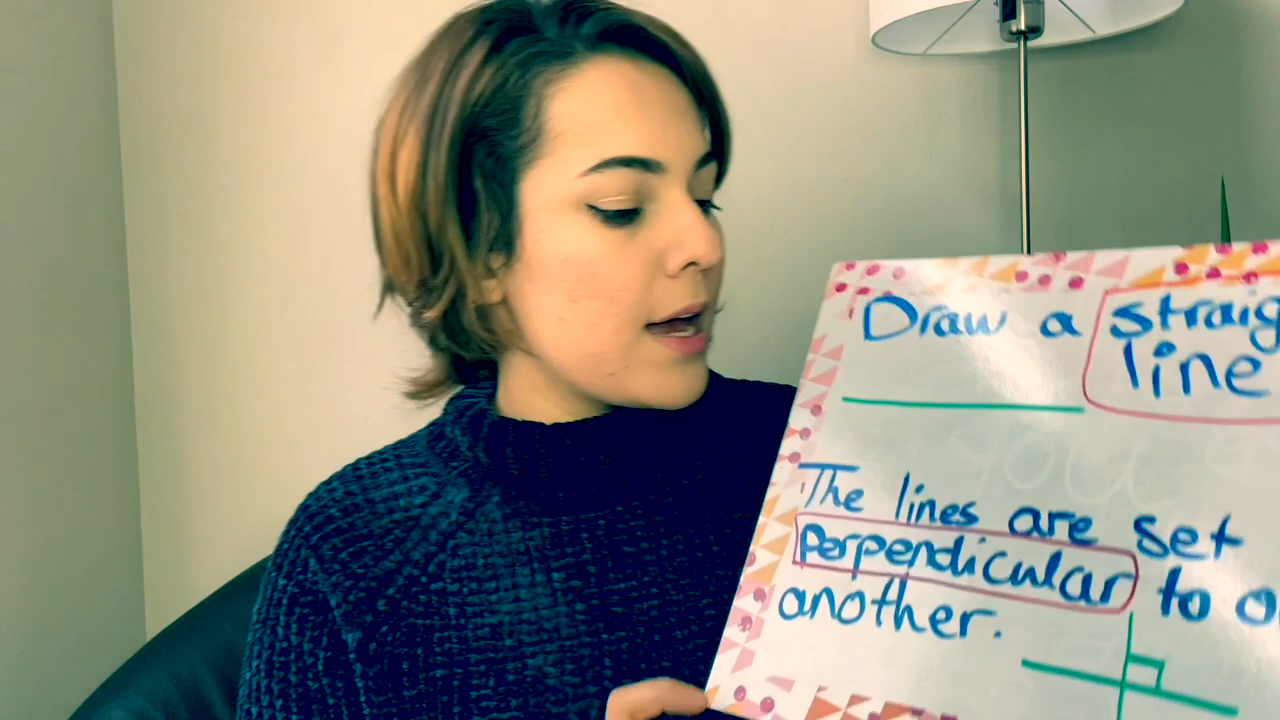 Draw a straig
line
The lines are set
perpendicular to o
another.